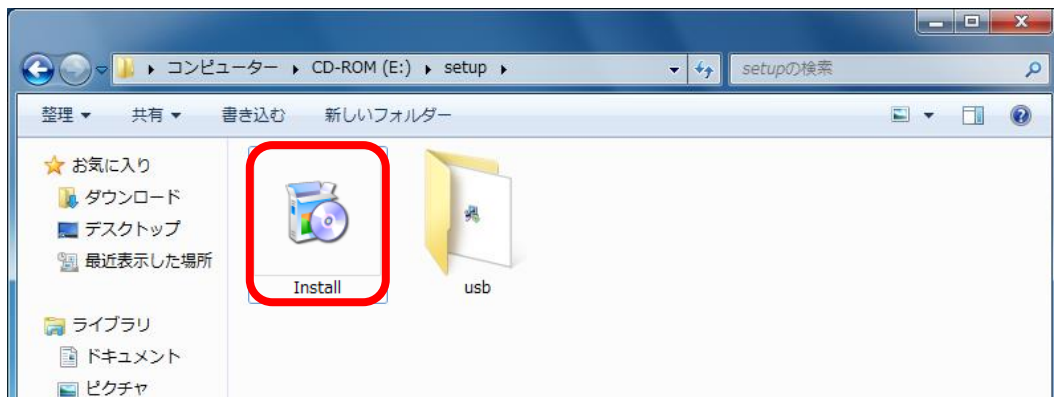 コンピューター ▸ CD-ROM (E:) ▸ setup ▸
setupの検索
整理 ▼ 共有 ▼ 書き込む 新しいフォルダー
お気に入り
ダウンロード
デスクトップ
最近表示した場所
ライブラリ
ドキュメント
ピクチャ
Install
usb